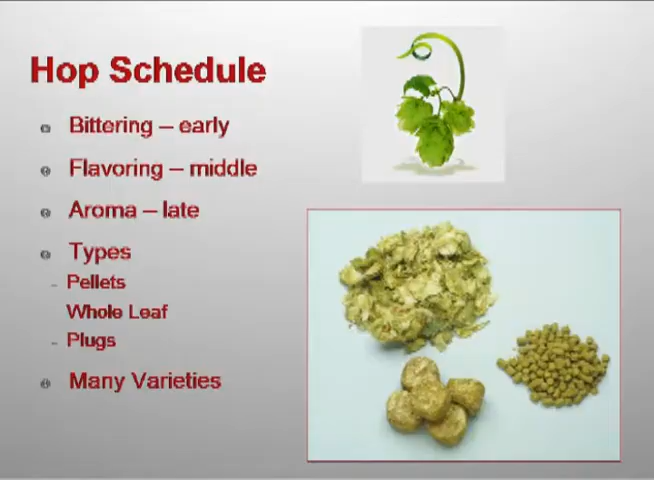 Hop Schedule
Bittering – early
Flavoring – middle
Aroma – late
Types
- Pellets
Whole Leaf
- Plugs
Many Varieties